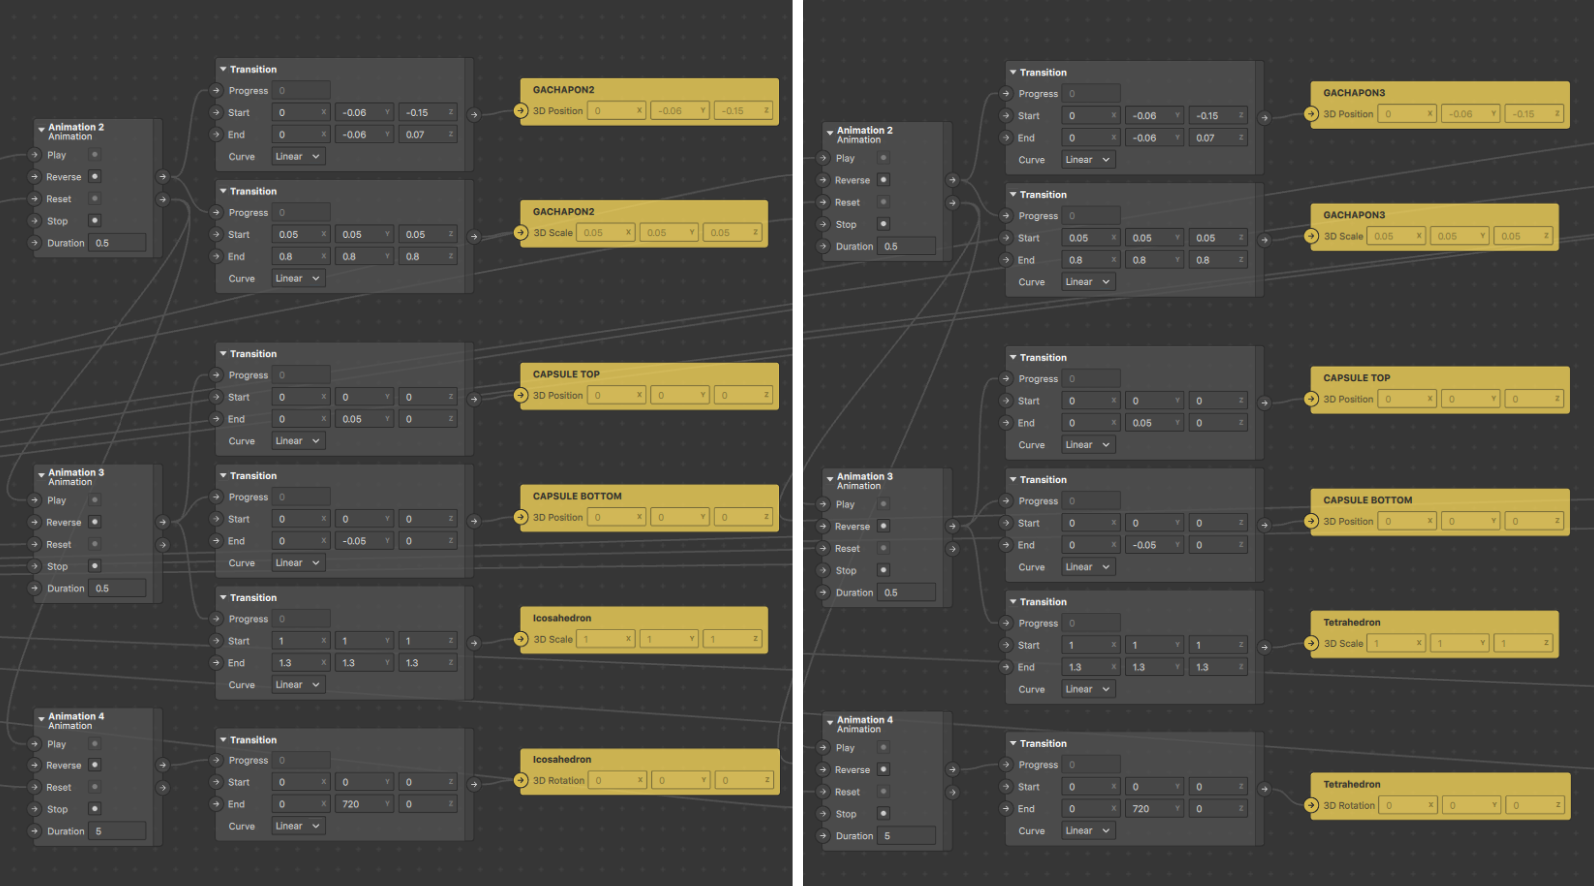 Transition
Progress 0
Start 0 X -0.06 Y -0.15 Z
End 0 X -0.06 Y 0.07 Z
Curve Linear
GACHAPON2
3D Position 0 X -0.06 Y -0.15 Z
Animation 2
Animation
Play
Reverse
Reset
Stop
Duration 0.5
Transition
Progress 0
Start 0.05 X 0.05 Y 0.05 Z
End 0.8 X 0.8 Y 0.8 Z
Curve Linear
GACHAPON2
3D Scale 0.05 X 0.05 Y 0.05 Z
Transition
Progress 0
Start 0 X 0 Y 0 Z
End 0 X 0.05 Y 0 Z
Curve Linear
CAPSULE TOP
3D Position 0 X 0 Y 0 Z
Animation 3
Animation
Play
Reverse
Reset
Stop
Duration 0.5
Transition
Progress 0
Start 0 X 0 Y 0 Z
End 0 X -0.05 Y 0 Z
Curve Linear
CAPSULE BOTTOM
3D Position 0 X 0 Y 0 Z
Transition
Progress 0
Start 1 X 1 Y 1 Z
End 1.3 X 1.3 Y 1.3 Z
Curve Linear
Icosahedron
3D Scale 1 X 1 Y 1 Z
Animation 4
Animation
Play
Reverse
Reset
Stop
Duration 5
Transition
Progress 0
Start 0 X 0 Y 0 Z
End 0 X 720 Y 0 Z
Curve Linear
Icosahedron
3D Rotation 0 X 0 Y 0 Z
Transition
Progress 0
Start 0 X -0.06 Y -0.15 Z
End 0 X -0.06 Y 0.07 Z
Curve Linear
GACHAPON3
3D Position 0 X -0.06 Y -0.15 Z
Animation 2
Animation
Play
Reverse
Reset
Stop
Duration 0.5
Transition
Progress 0
Start 0.05 X 0.05 Y 0.05 Z
End 0.8 X 0.8 Y 0.8 Z
Curve Linear
GACHAPON3
3D Scale 0.05 X 0.05 Y 0.05 Z
Transition
Progress 0
Start 0 X 0 Y 0 Z
End 0 X 0.05 Y 0 Z
Curve Linear
CAPSULE TOP
3D Position 0 X 0 Y 0 Z
Animation 3
Animation
Play
Reverse
Reset
Stop
Duration 0.5
Transition
Progress 0
Start 0 X 0 Y 0 Z
End 0 X -0.05 Y 0 Z
Curve Linear
CAPSULE BOTTOM
3D Position 0 X 0 Y 0 Z
Transition
Progress 0
Start 1 X 1 Y 1 Z
End 1.3 X 1.3 Y 1.3 Z
Curve Linear
Tetrahedron
3D Scale 1 X 1 Y 1 Z
Animation 4
Animation
Play
Reverse
Reset
Stop
Duration 5
Transition
Progress 0
Start 0 X 0 Y 0 Z
End 0 X 720 Y 0 Z
Curve Linear
Tetrahedron
3D Rotation 0 X 0 Y 0 Z